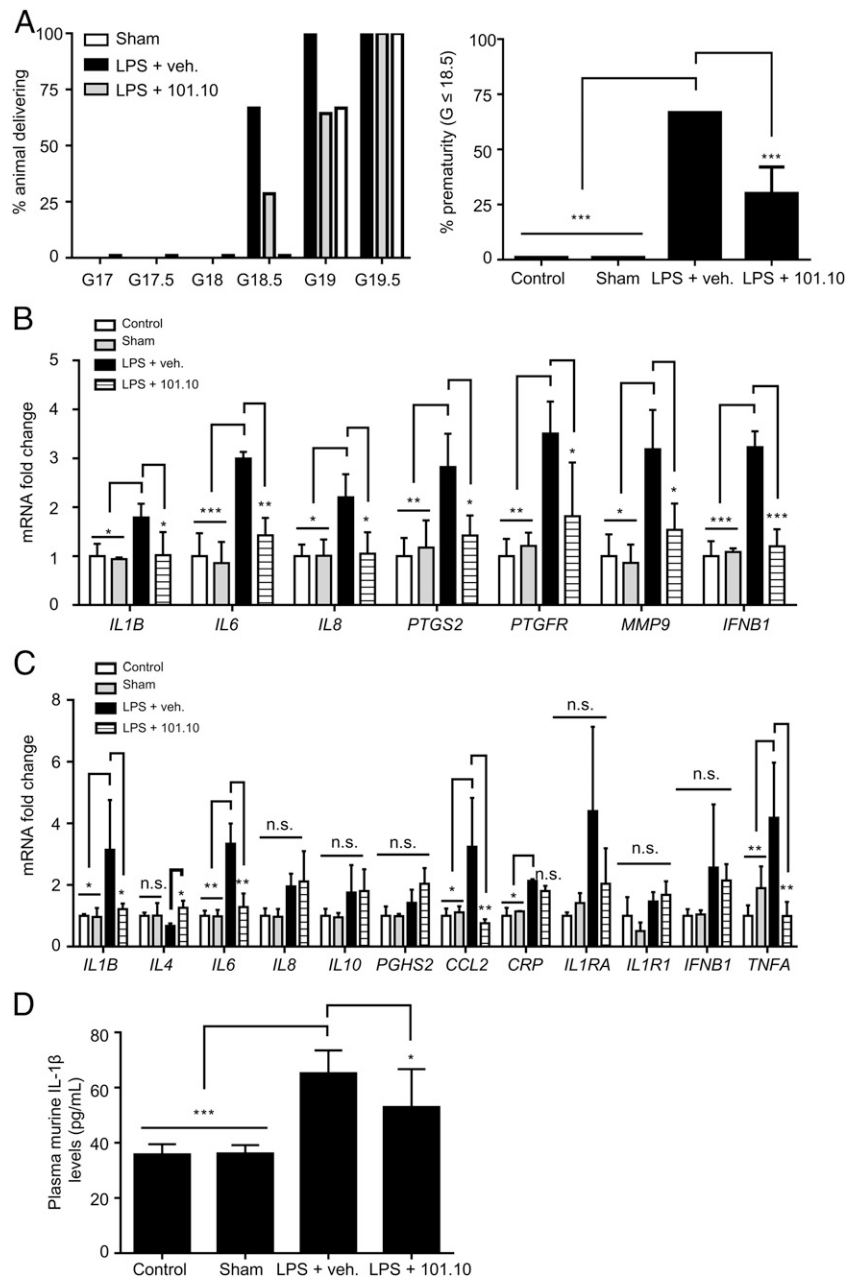 A
% animal delivering
100
75
50
25
0
Sham
LPS + veh.
LPS + 101.10
G17 G17.5 G18 G18.5 G19 G19.5
% prematurity (G ≤ 18.5)
100
75
50
25
0
***
***
Control Sham LPS + veh. LPS + 101.10
B
Control
Sham
LPS + veh.
LPS + 101.10
mRNA fold change
5
4
3
2
1
0
* * *** ** * * ** * ** * * * *** ***
IL1B IL6 IL8 PTGS2 PTGFR MMP9 IFNB1
C
Control
Sham
LPS + veh.
LPS + 101.10
mRNA fold change
8
6
4
2
0
* * n.s. * ** ** n.s. n.s. n.s. * ** * n.s. n.s. n.s. n.s. ** **
IL1B IL4 IL6 IL8 IL10 PGHS2 CCL2 CRP IL1RA IL1R1 IFNB1 TNFA
D
Plasma murine IL-1β
levels (pg/mL)
80
60
40
20
0
***
*
Control Sham LPS + veh. LPS + 101.10